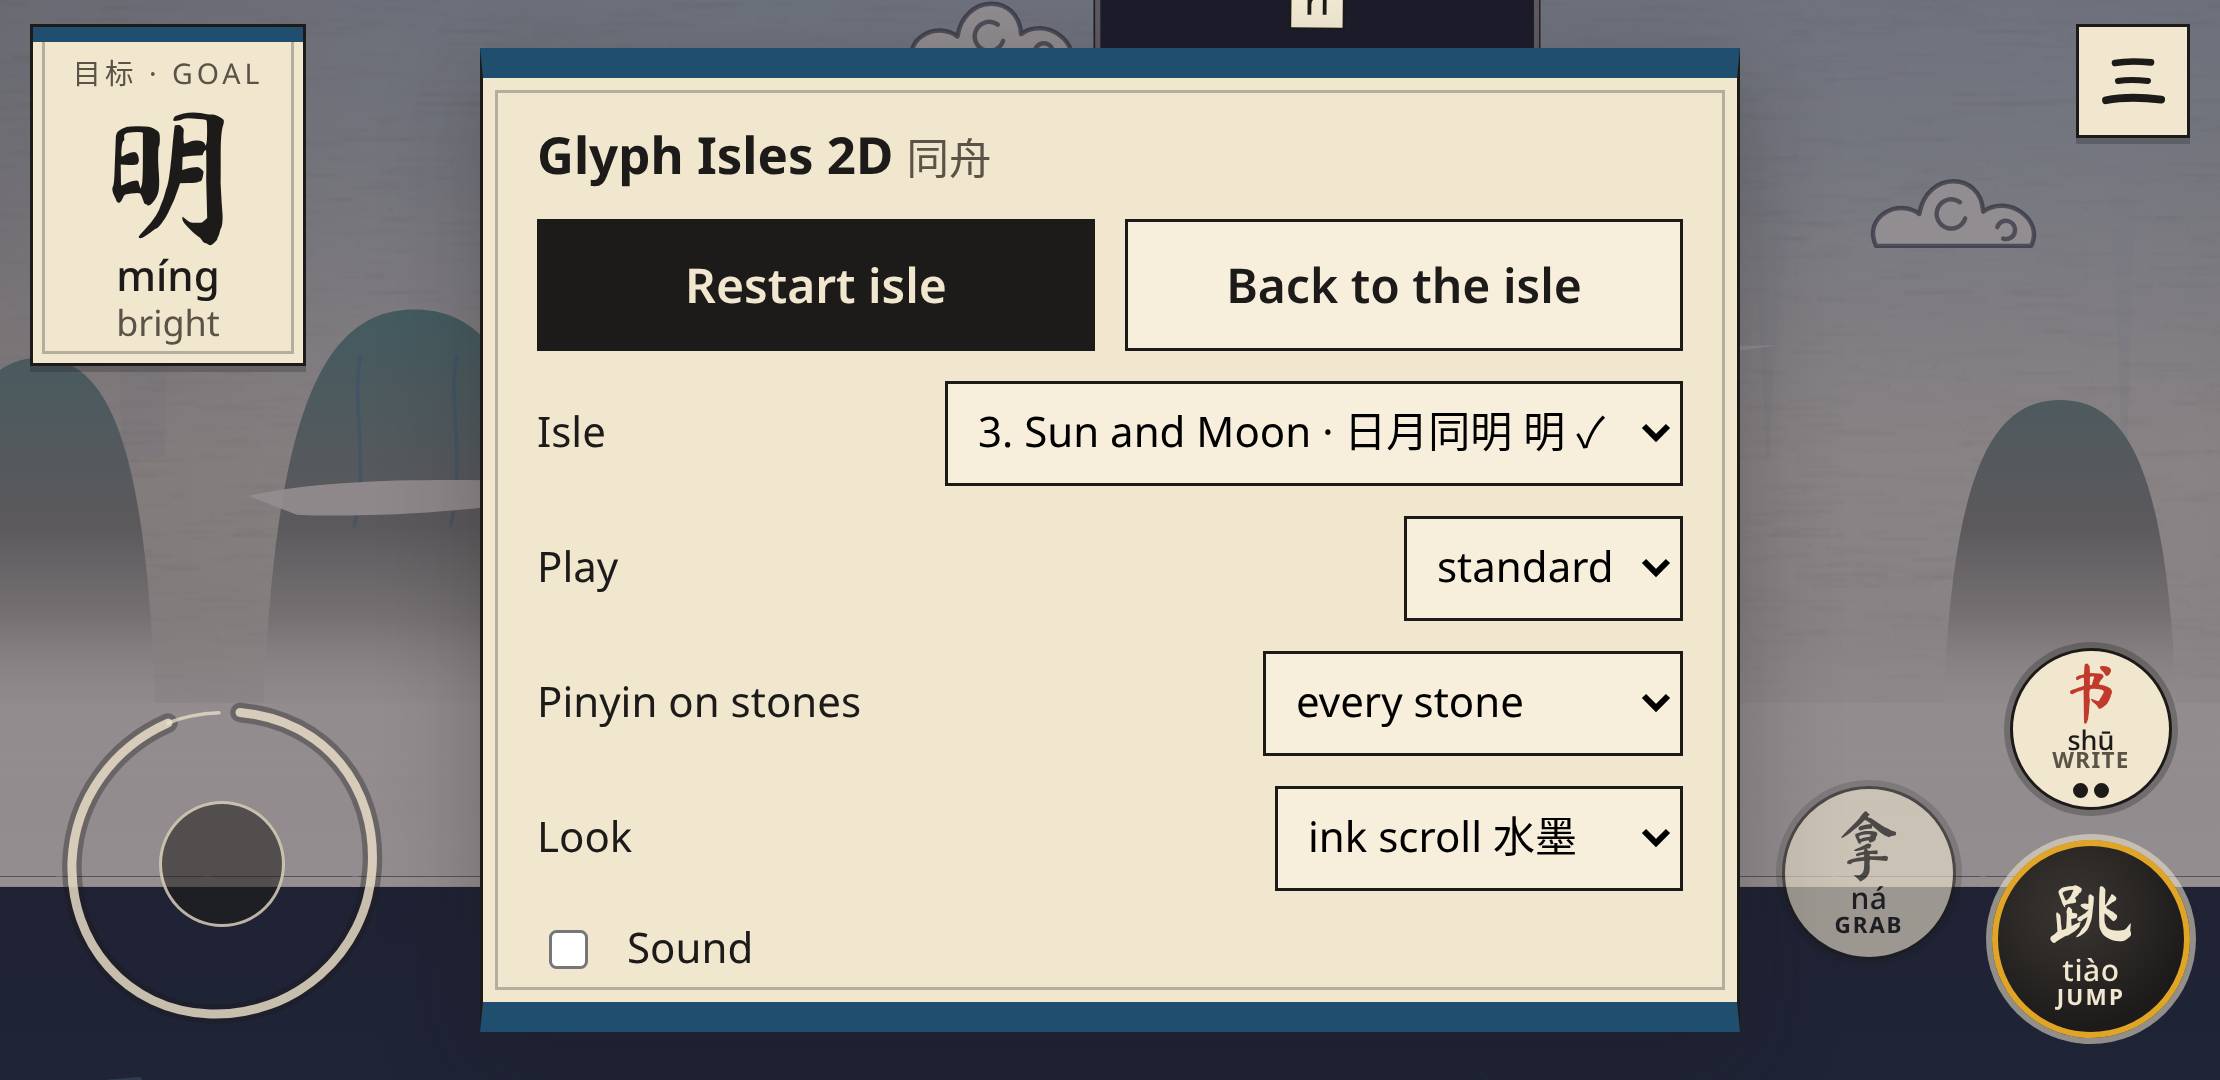 目标 · GOAL
明
míng
bright
三
Glyph Isles 2D 同舟
Restart isle
Back to the isle
Isle
3. Sun and Moon · 日月同明 明 ✓
Play
standard
Pinyin on stones
every stone
Look
ink scroll 水墨
Sound
书
shū
WRITE
拿
ná
GRAB
跳
tiào
JUMP